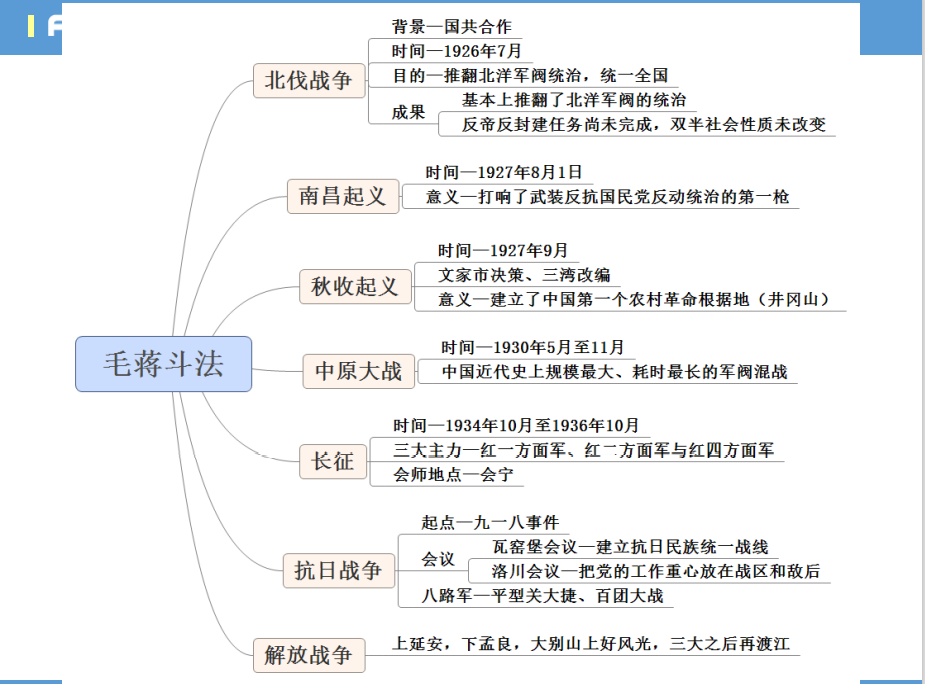 背景—国共合作
时间—1926年7月
目的—推翻北洋军阀统治，统一全国
北伐战争
基本上推翻了北洋军阀的统治
成果
反帝反封建任务尚未完成，双半社会性质未改变
时间—1927年8月1日
南昌起义
意义—打响了武装反抗国民党反动统治的第一枪
时间—1927年9月
文家市决策、三湾改编
秋收起义
意义—建立了中国第一个农村革命根据地（井冈山）
毛蒋斗法
时间—1930年5月至11月
中原大战
中国近代史上规模最大、耗时最长的军阀混战
时间—1934年10月至1936年10月
三大主力—红一方面军、红二方面军与红四方面军
长征
会师地点—会宁
起点—九一八事件
瓦窑堡会议—建立抗日民族统一战线
会议
洛川会议—把党的工作重心放在战区和敌后
抗日战争
八路军—平型关大捷、百团大战
上延安，下孟良，大别山上好风光，三大之后再渡江
解放战争